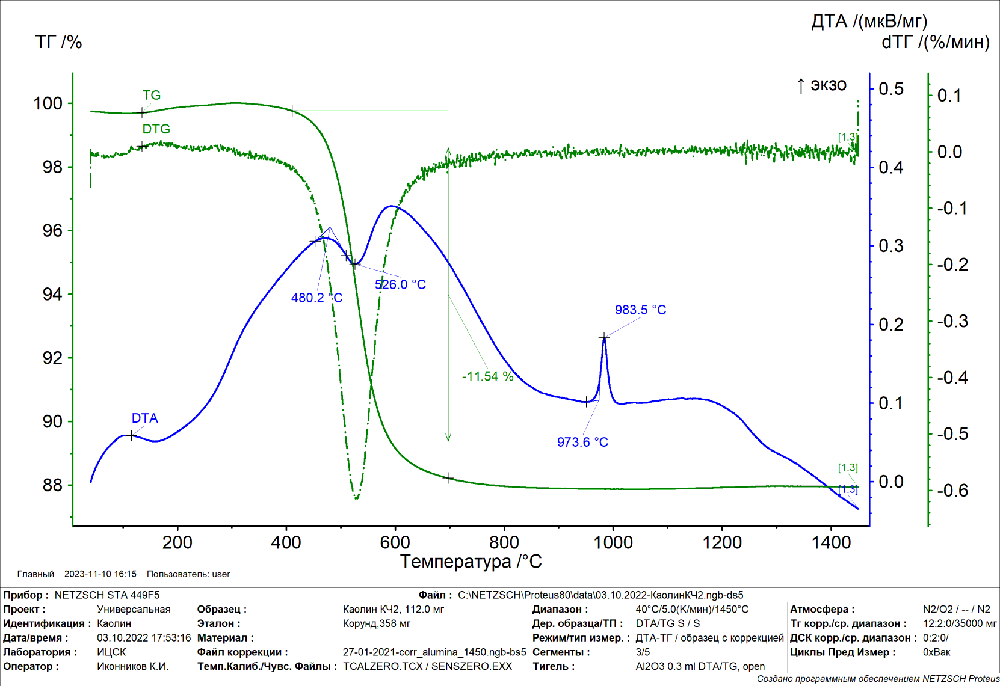 ДТА /(мкВ/мг)
ТГ /%
dТГ /(%/мин)
↑ ЭКЗО
0.5
0.1
100
TG
DTG
[1.3]
0.0
98
0.4
-0.1
96
0.3
-0.2
526.0 °C
480.2 °C
94
983.5 °C
0.2
-0.3
92
-11.54 %
-0.4
0.1
DTA
90
973.6 °C
-0.5
[1.3]
88
0.0
[1.3]
-0.6
200 400 600 800 1000 1200 1400
Температура /°C
Главный 2023-11-10 16:15 Пользователь: user
Прибор : NETZSCH STA 449F5 Файл : C:\NETZSCH\Proteus80\data\03.10.2022-КаолинКЧ2.ngb-ds5
Проект : Универсальная Образец : Каолин КЧ2, 112.0 мг Диапазон : 40°C/5.0(K/мин)/1450°C Атмосфера : N2/O2 / -- / N2
Идентификация : Каолин Эталон : Корунд,358 мг Дер. образца/ТП : DTA/TG S / S Тг корр./ср. диапазон : 12:2:0/35000 мг
Дата/время : 03.10.2022 17:53:16 Материал : Режим/тип измер. : ДТА-ТГ / образец с коррекцией ДСК корр./ср. диапазон : 0:2:0/
Лаборатория : ИЦСК Файл коррекции : 27-01-2021-corr_alumina_1450.ngb-bs5 Сегменты : 3/5 Циклы Пред Измер : 0xВак
Оператор : Иконников К.И. Темп.Калиб./Чувс. Файлы : TCALZERO.TCX / SENSZERO.EXX Тигель : Al2O3 0.3 ml DTA/TG, open
Создано програмным обеспечением NETZSCH Proteus